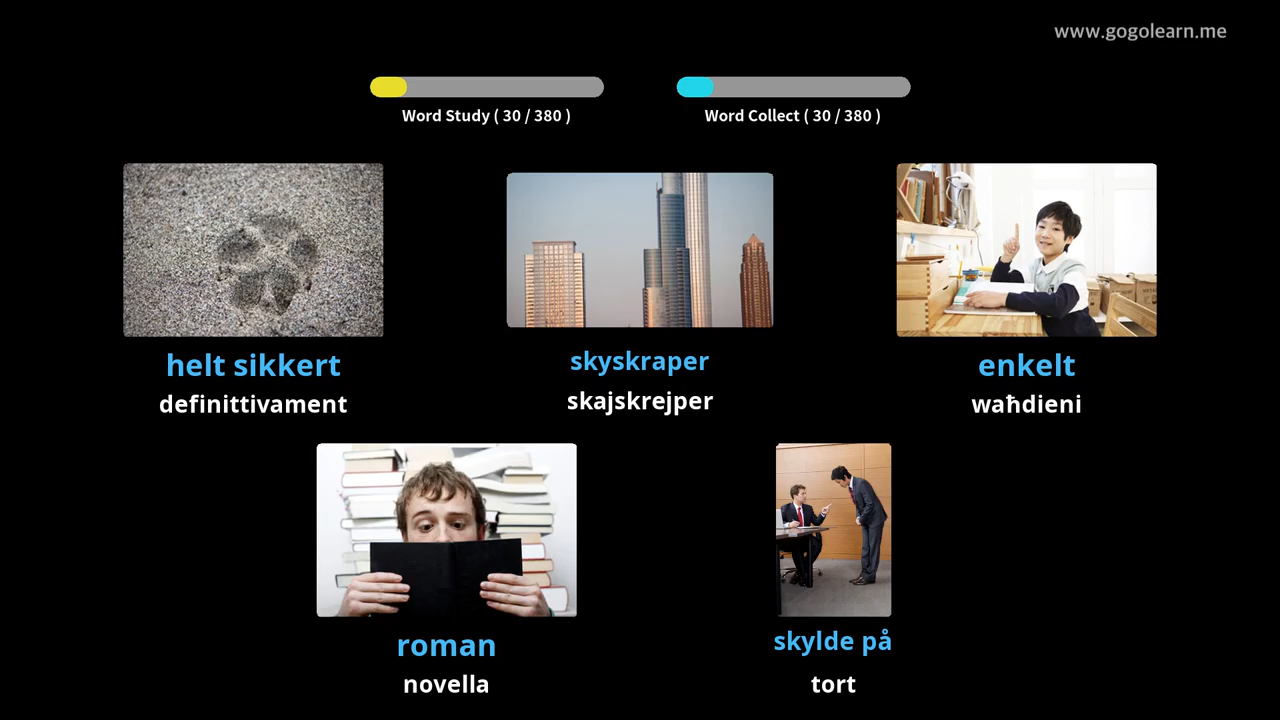 www.gogolearn.me
Word Study ( 30 / 380 )
Word Collect ( 30 / 380 )
helt sikkert
definittivament
skyskraper
skajskrejper
enkelt
waħdieni
roman
novella
skylde på
tort